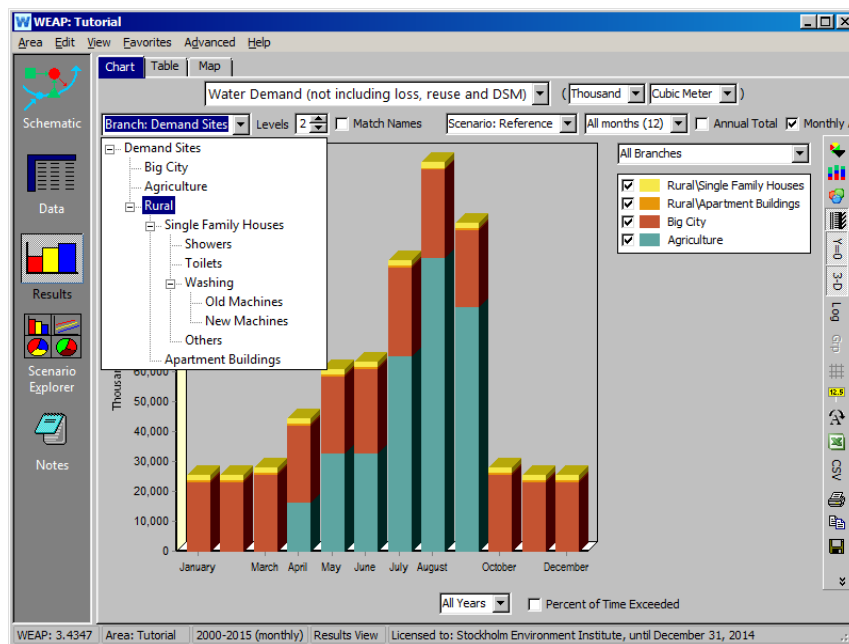 WEAP: Tutorial
Area Edit View Favorites Advanced Help
Chart Table Map
Water Demand (not including loss, reuse and DSM) ( Thousand Cubic Meter )
Branch: Demand Sites Levels 2 Match Names Scenario: Reference All months (12) Annual Total Monthly
Schematic
Data
Results
Scenario
Explorer
Notes
Demand Sites
Big City
Agriculture
Rural
Single Family Houses
Showers
Toilets
Washing
Old Machines
New Machines
Others
Apartment Buildings
All Branches
Rural\Single Family Houses
Rural\Apartment Buildings
Big City
Agriculture
Y=0
3-D
Log
Grp
12.5
CSV
60,000
50,000
40,000
30,000
20,000
10,000
0
January March April May June July August October December
All Years Percent of Time Exceeded
WEAP: 3.4347 Area: Tutorial 2000-2015 (monthly) Results View Licensed to: Stockholm Environment Institute, until December 31, 2014